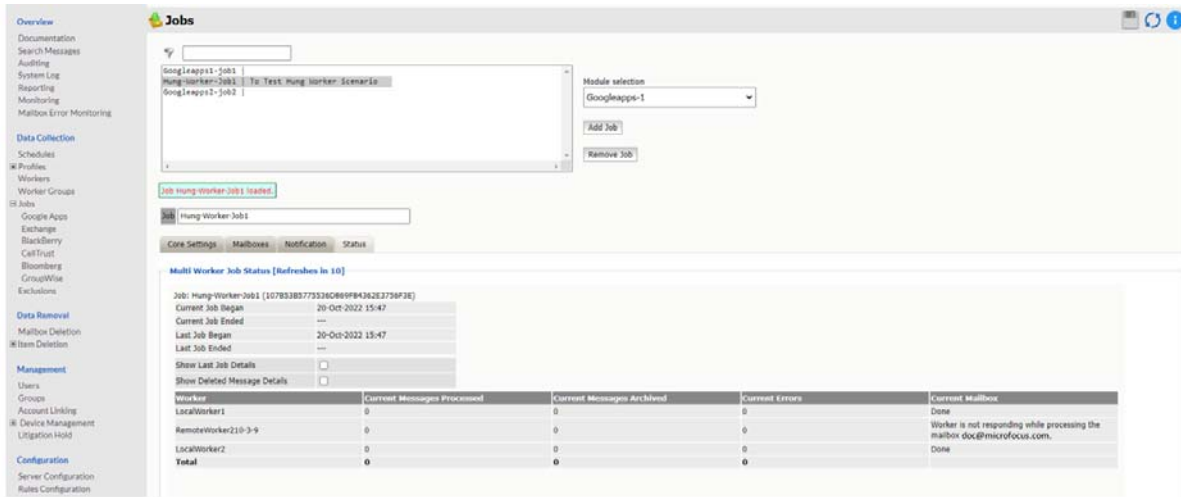 Overview
Documentation
Search Messages
Auditing
System Log
Reporting
Monitoring
Mailbox Error Monitoring
Data Collection
Schedules
Profiles
Workers
Worker Groups
Jobs
Google Apps
Exchange
BlackBerry
CellTrust
Bloomberg
GroupWise
Exclusions
Data Removal
Mailbox Deletion
Item Deletion
Management
Users
Groups
Account Linking
Device Management
Litigation Hold
Configuration
Server Configuration
Rules Configuration
Jobs
Googleapps1-job1 |
Hung-Worker-Job1 | To Test Hung Worker Scenario
Googleapps2-job2 |
Module selection
Googleapps-1
Add Job
Remove Job
Job Hung-Worker-Job1 loaded.
Job Hung-Worker-Job1
Core Settings Mailboxes Notification Status
Multi Worker Job Status [Refreshes in 10]
Job: Hung-Worker-Job1
Current Job Began 20-Oct-2022 15:47
Current Job Ended ---
Last Job Began 20-Oct-2022 15:47
Last Job Ended ---
Show Last Job Details
Show Deleted Message Details
Worker Current Messages Processed Current Messages Archived Current Errors Current Mailbox
LocalWorker1 0 0 0 Done
RemoteWorker210-3-9 0 0 0 Worker is not responding while processing the
mailbox doc@microfocus.com.
LocalWorker2 0 0 0 Done
Total 0 0 0